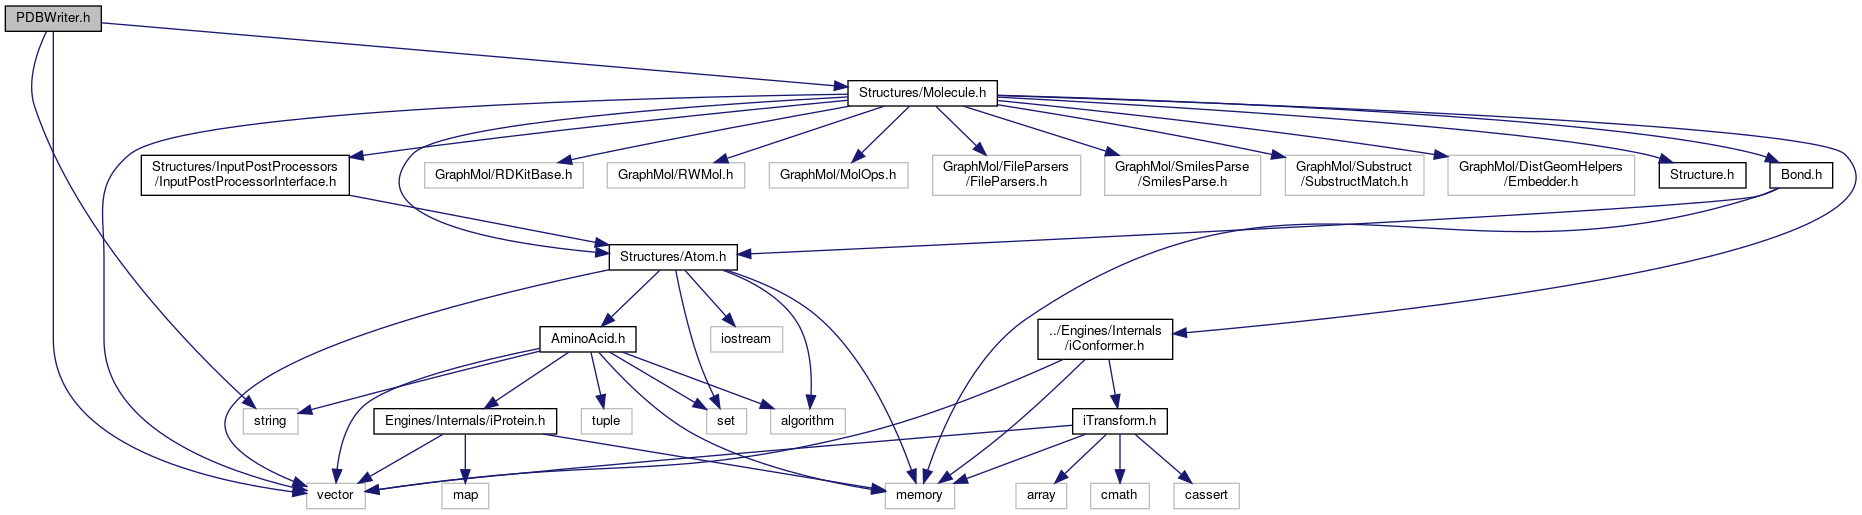 PDBWriter.h
Structures/Molecule.h
Structures/InputPostProcessors
/InputPostProcessorInterface.h
GraphMol/RDKitBase.h
GraphMol/RWMol.h
GraphMol/MolOps.h
GraphMol/FileParsers
/FileParsers.h
GraphMol/SmilesParse
/SmilesParse.h
GraphMol/Substruct
/SubstructMatch.h
GraphMol/DistGeomHelpers
/Embedder.h
Structure.h
Bond.h
Structures/Atom.h
AminoAcid.h
iostream
../Engines/Internals
/iConformer.h
string
Engines/Internals/iProtein.h
tuple
set
algorithm
iTransform.h
vector
map
memory
array
cmath
cassert